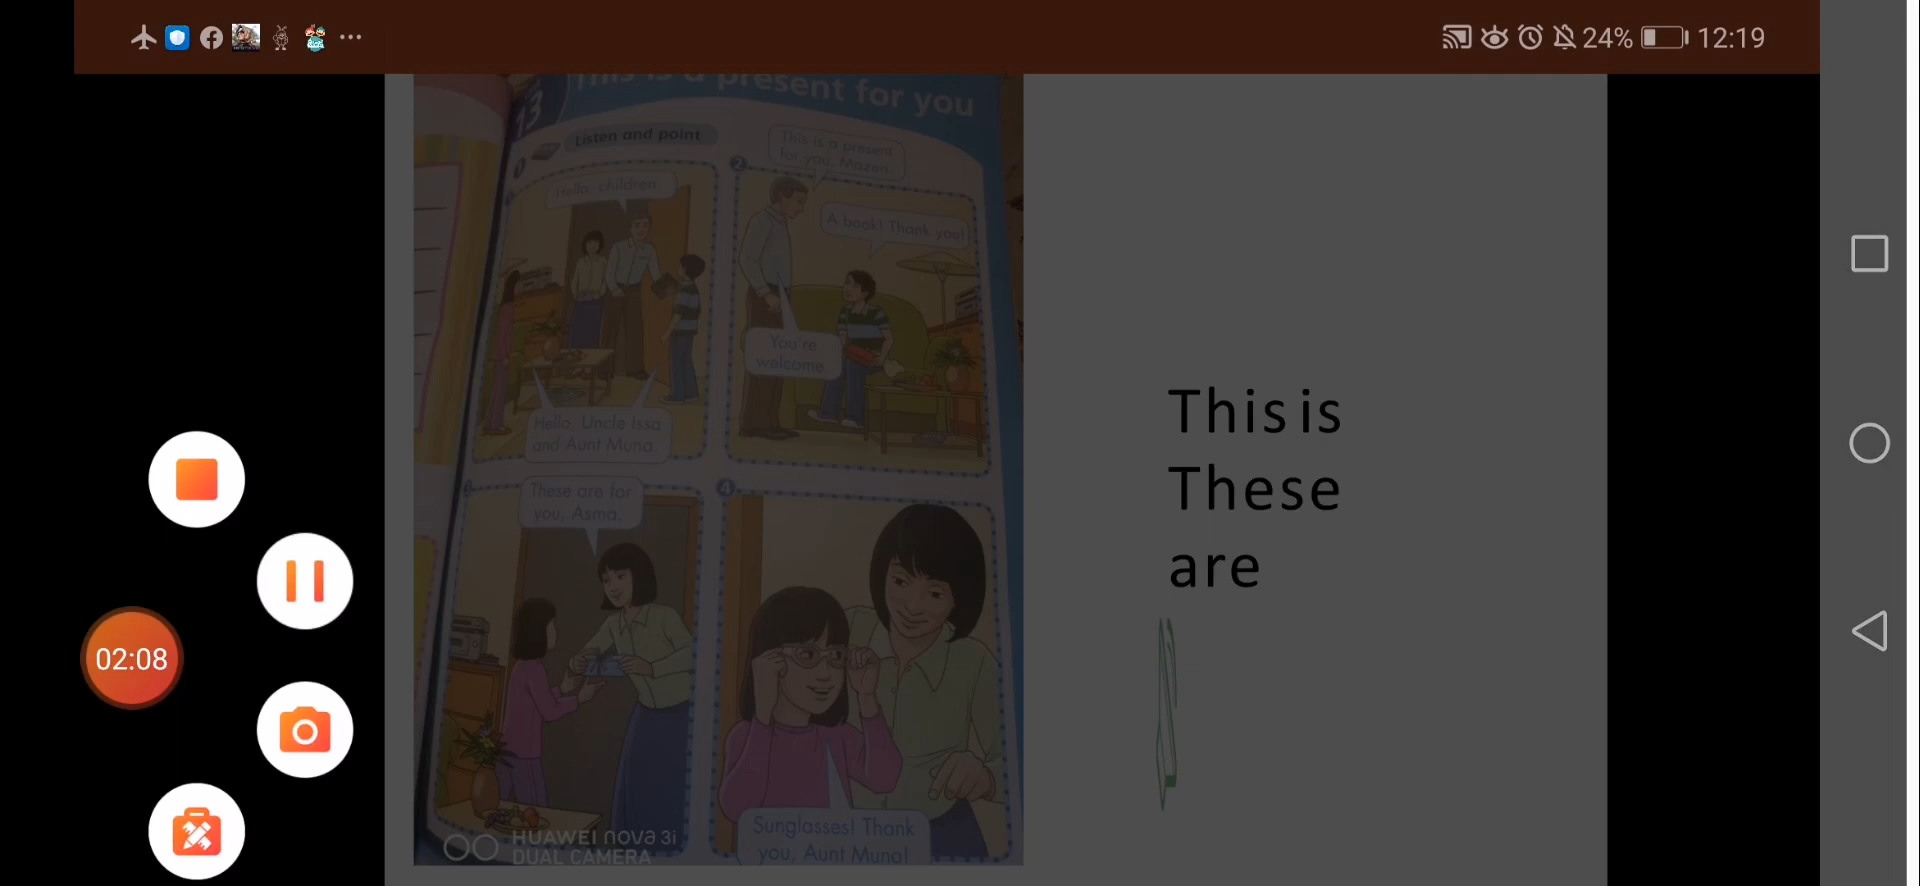 24%
12:19
This is a present for you
13
Listen and point
1
Hello, children.
Hello, Uncle Issa
and Aunt Muna.
2
This is a present
for you, Mazen.
A book! Thank you!
You're
welcome.
3
These are for
you, Asma.
4
Sunglasses! Thank
you, Aunt Muna!
HUAWEI nova 3i
DUAL CAMERA
This is
These
are
02:08